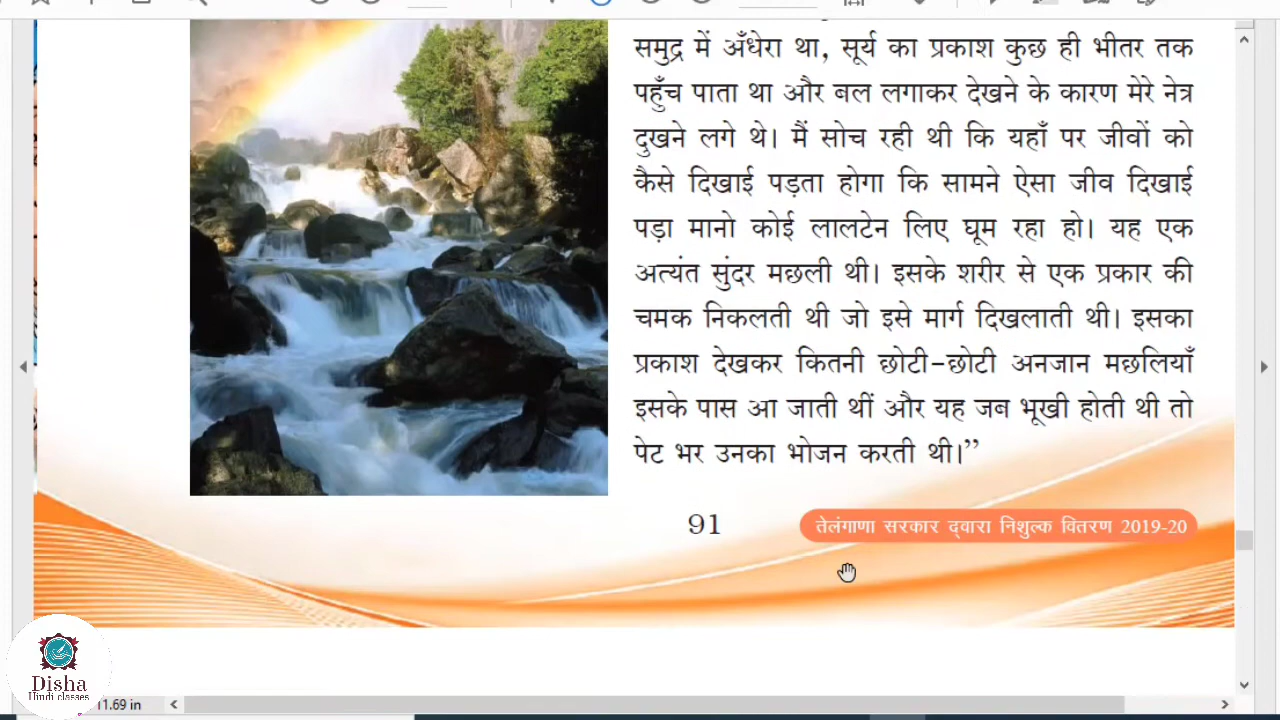 समुद्र में अँधेरा था, सूर्य का प्रकाश कुछ ही भीतर तक
पहुँच पाता था और बल लगाकर देखने के कारण मेरे नेत्र
दुखने लगे थे। मैं सोच रही थी कि यहाँ पर जीवों को
कैसे दिखाई पड़ता होगा कि सामने ऐसा जीव दिखाई
पड़ा मानो कोई लालटेन लिए घूम रहा हो। यह एक
अत्यंत सुंदर मछली थी। इसके शरीर से एक प्रकार की
चमक निकलती थी जो इसे मार्ग दिखलाती थी। इसका
प्रकाश देखकर कितनी छोटी-छोटी अनजान मछलियाँ
इसके पास आ जाती थीं और यह जब भूखी होती थी तो
पेट भर उनका भोजन करती थी।”
91
तेलंगाणा सरकार द्वारा निशुल्क वितरण 2019-20
Disha
Hindi classes
11.69 in